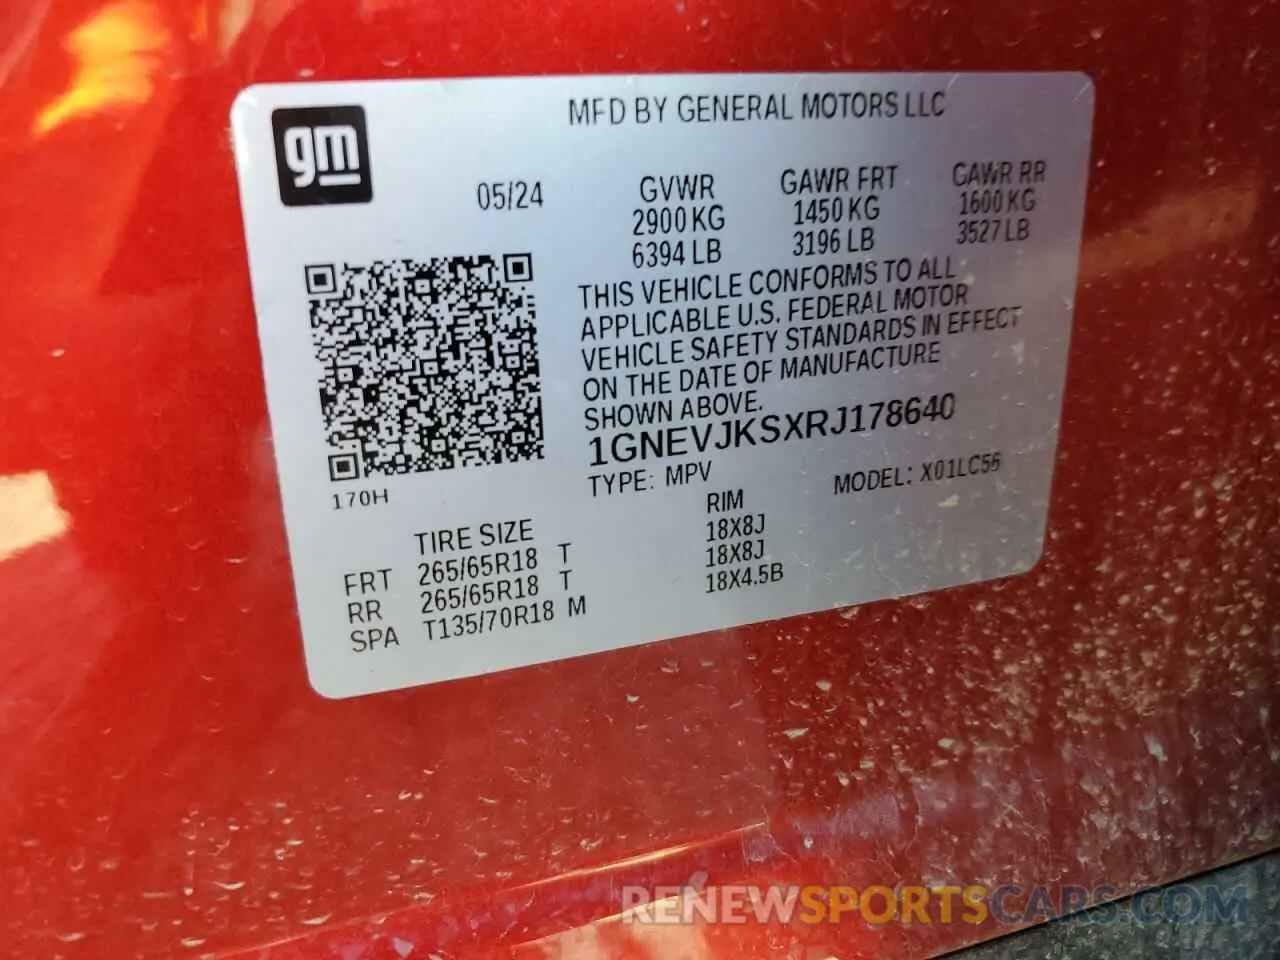 gm
MFD BY GENERAL MOTORS LLC
05/24
GVWR GAWR FRT GAWR RR
2900 KG 1450 KG 1600 KG
6394 LB 3196 LB 3527 LB
THIS VEHICLE CONFORMS TO ALL
APPLICABLE U.S. FEDERAL MOTOR
VEHICLE SAFETY STANDARDS IN EFFECT
ON THE DATE OF MANUFACTURE
SHOWN ABOVE.
1GNEVJKSXRJ178640
TYPE: MPV MODEL: X01LC56
170H
TIRE SIZE RIM
FRT 265/65R18 T 18X8J
RR 265/65R18 T 18X8J
SPA T135/70R18 M 18X4.5B
RENEWSPORTSCARS.COM